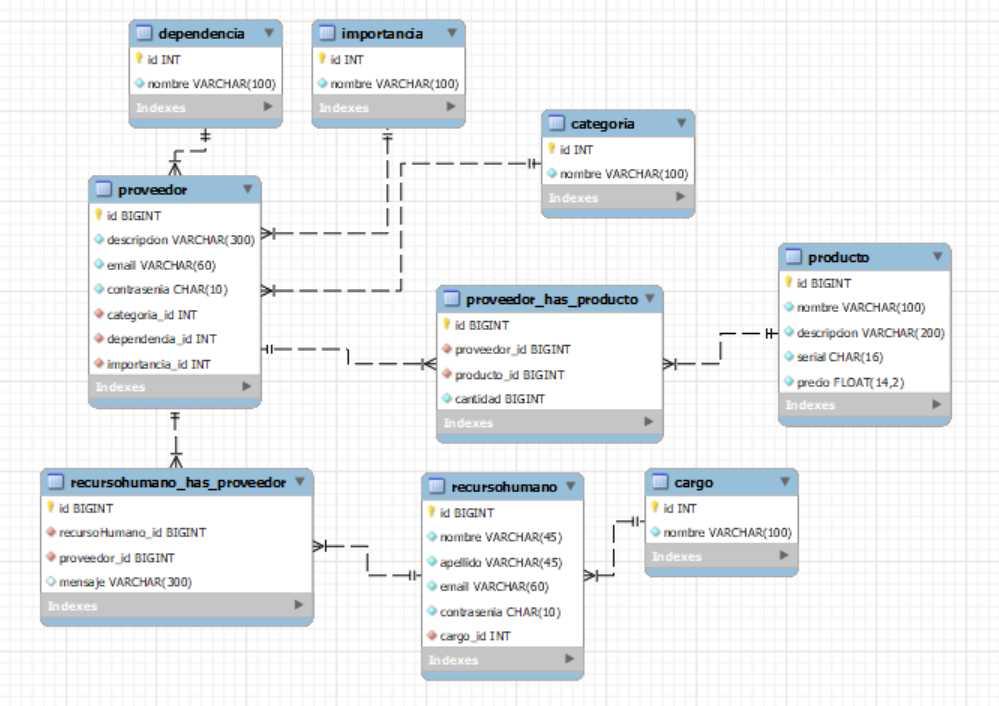 dependencia
id INT
nombre VARCHAR(100)
Indexes
importancia
id INT
nombre VARCHAR(100)
Indexes
categoria
id INT
nombre VARCHAR(100)
Indexes
proveedor
id BIGINT
descripcion VARCHAR(300)
email VARCHAR(60)
contrasenia CHAR(10)
categoria_id INT
dependencia_id INT
importancia_id INT
Indexes
producto
id BIGINT
nombre VARCHAR(100)
descripcion VARCHAR(200)
serial CHAR(16)
precio FLOAT(14,2)
Indexes
proveedor_has_producto
id BIGINT
proveedor_id BIGINT
producto_id BIGINT
cantidad BIGINT
Indexes
recursohumano_has_proveedor
id BIGINT
recursoHumano_id BIGINT
proveedor_id BIGINT
mensaje VARCHAR(300)
Indexes
recursohumano
id BIGINT
nombre VARCHAR(45)
apellido VARCHAR(45)
email VARCHAR(60)
contrasenia CHAR(10)
cargo_id INT
Indexes
cargo
id INT
nombre VARCHAR(100)
Indexes